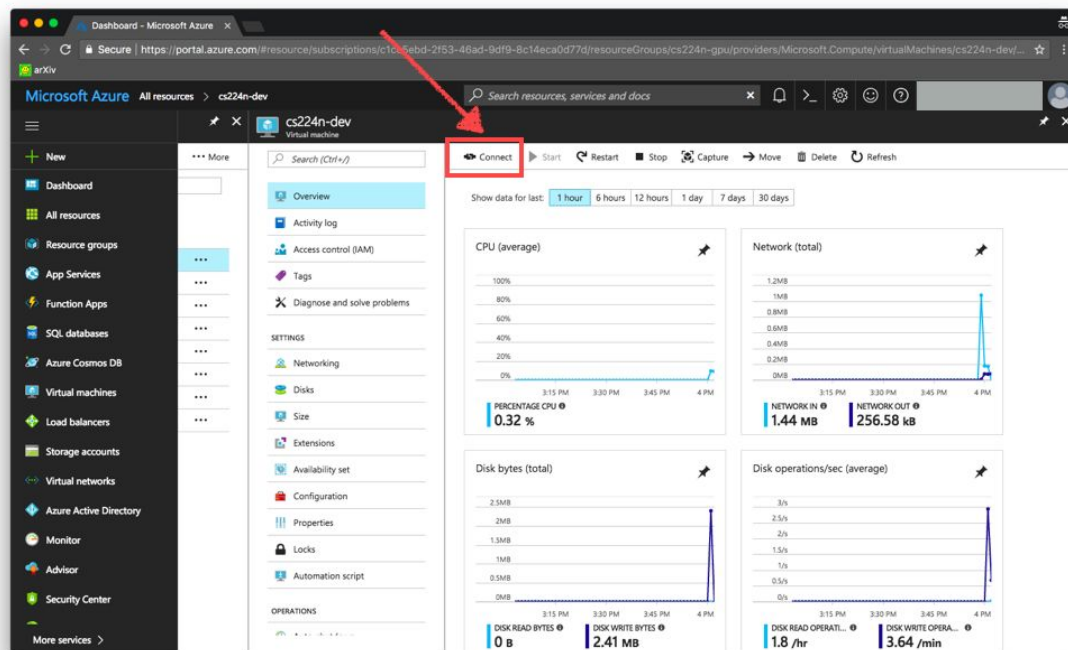 Dashboard - Microsoft Azure
Secure | https://portal.azure.com/#resource/subscriptions/c1c 5ebd-2f53-46ad-9df9-8c14eca0d77d/resourceGroups/cs224n-gpu/providers/Microsoft.Compute/virtualMachines/cs224n-dev/...
arXiv
Microsoft Azure All resources > cs224n-dev
Search resources, services and docs
cs224n-dev
Virtual machine
New
Dashboard
All resources
Resource groups
App Services
Function Apps
SQL databases
Azure Cosmos DB
Virtual machines
Load balancers
Storage accounts
Virtual networks
Azure Active Directory
Monitor
Advisor
Security Center
More services >
••• More
Search (Ctrl+/)
Overview
Activity log
Access control (IAM)
Tags
Diagnose and solve problems
SETTINGS
Networking
Disks
Size
Extensions
Availability set
Configuration
Properties
Locks
Automation script
OPERATIONS
Connect Start Restart Stop Capture Move Delete Refresh
Show data for last: 1 hour 6 hours 12 hours 1 day 7 days 30 days
CPU (average)
100%
80%
60%
40%
20%
0%
3:15 PM 3:30 PM 3:45 PM 4 PM
PERCENTAGE CPU
0.32 %
Network (total)
1.2MB
1MB
0.8MB
0.6MB
0.4MB
0.2MB
0MB
3:15 PM 3:30 PM 3:45 PM 4 PM
NETWORK IN NETWORK OUT
1.44 MB 256.58 kB
Disk bytes (total)
2.5MB
2MB
1.5MB
1MB
0.5MB
0MB
3:15 PM 3:30 PM 3:45 PM 4 PM
DISK READ BYTES DISK WRITE BYTES
0 B 2.41 MB
Disk operations/sec (average)
3/s
2.5/s
2/s
1.5/s
1/s
0.5/s
0/s
3:15 PM 3:30 PM 3:45 PM 4 PM
DISK READ OPERATI... DISK WRITE OPERA...
1.8 /hr 3.64 /min